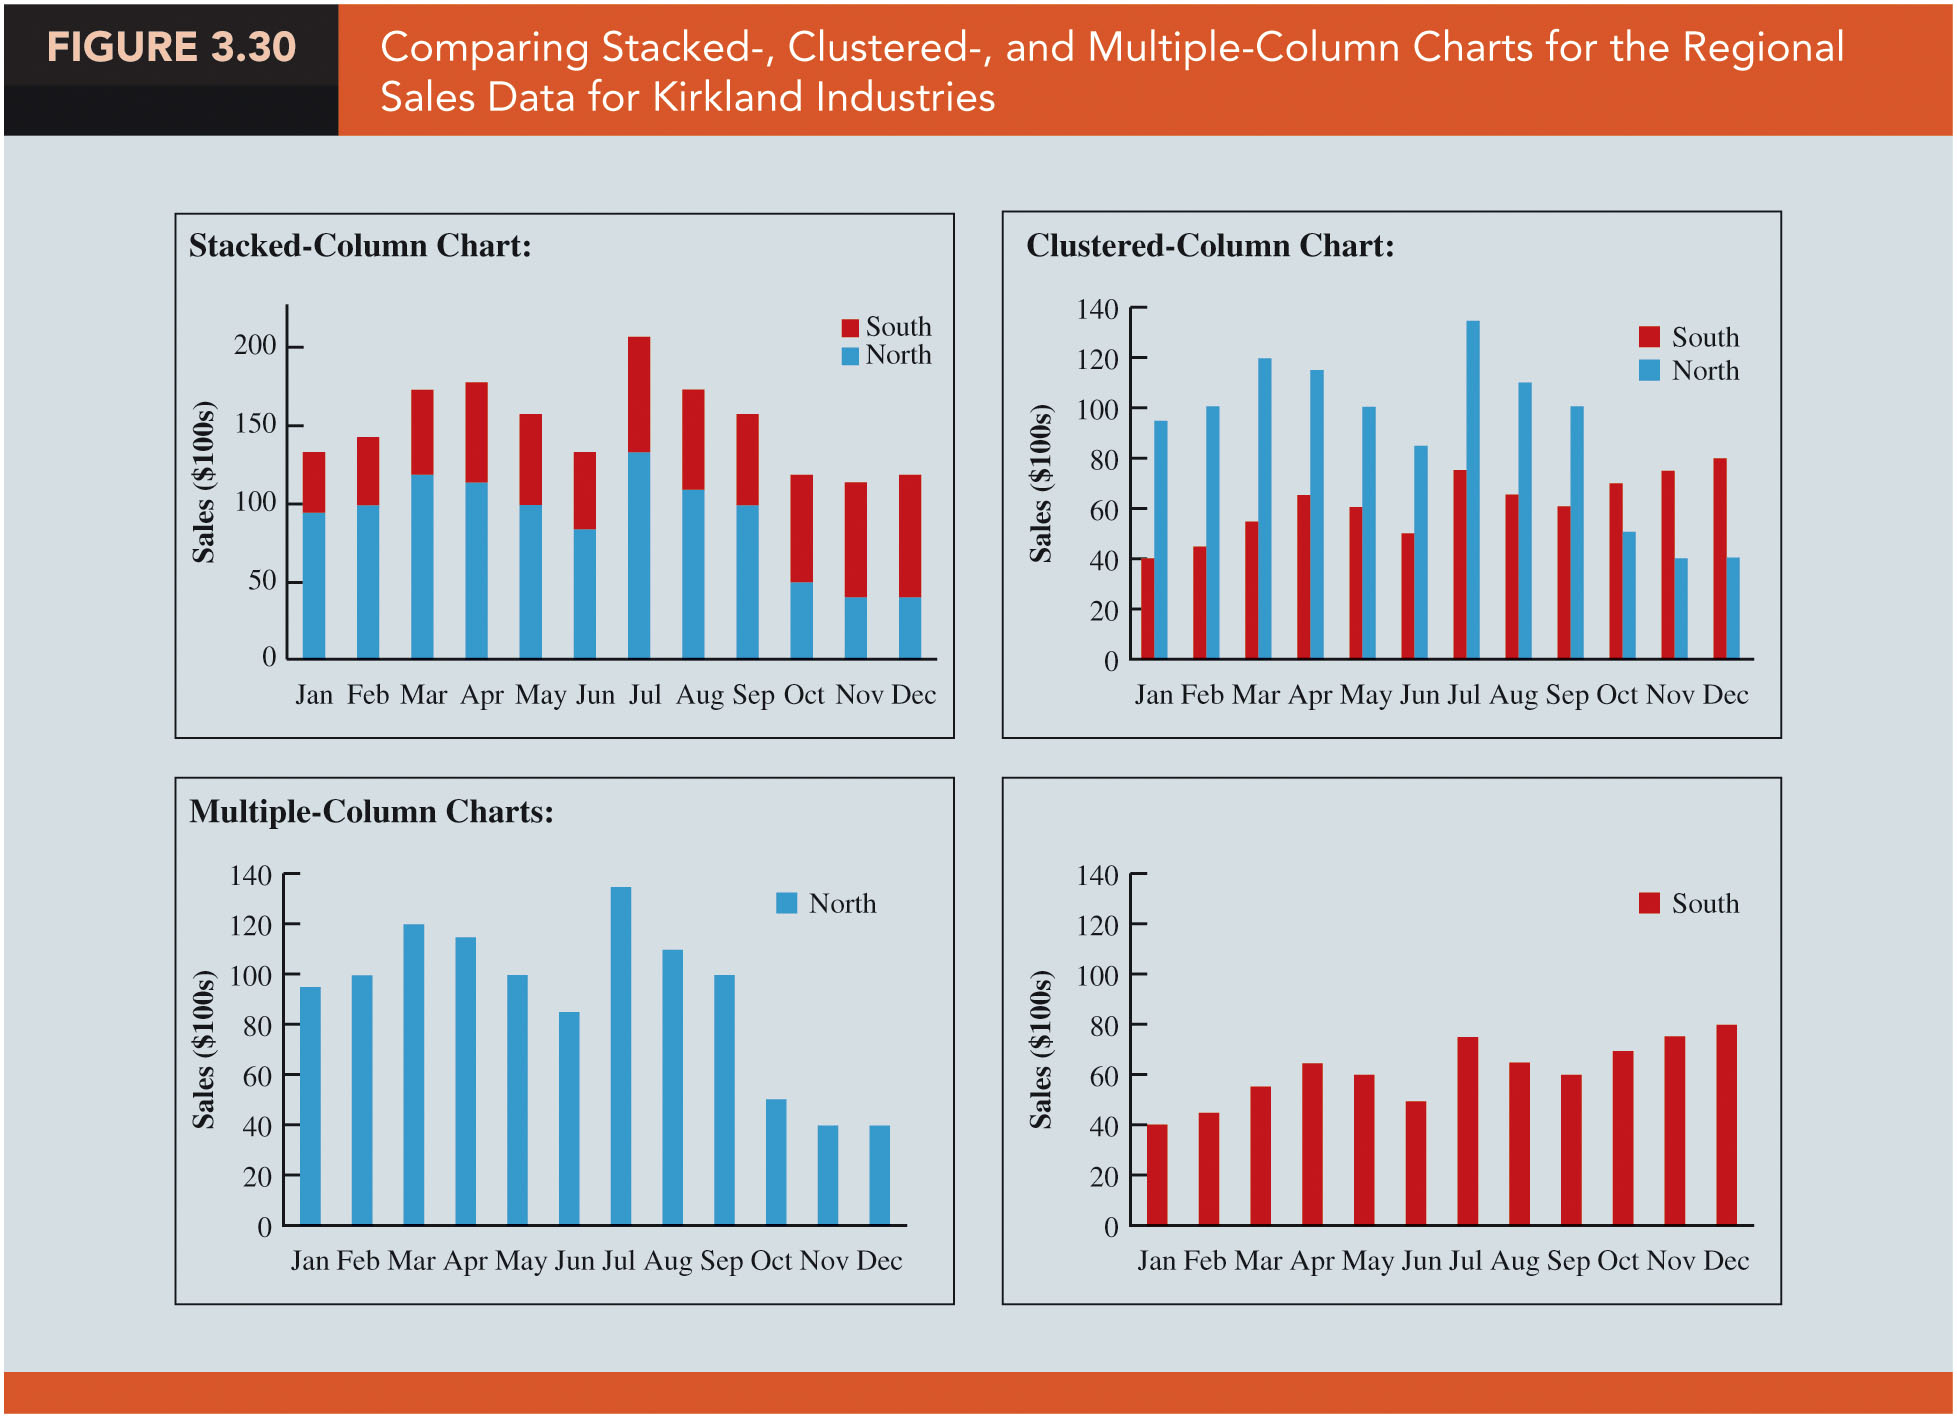 FIGURE 3.30
Comparing Stacked-, Clustered-, and Multiple-Column Charts for the Regional
Sales Data for Kirkland Industries
Stacked-Column Chart:
South
North
Sales ($100s)
200
150
100
50
0
Jan Feb Mar Apr May Jun Jul Aug Sep Oct Nov Dec
Clustered-Column Chart:
South
North
Sales ($100s)
140
120
100
80
60
40
20
0
Jan Feb Mar Apr May Jun Jul Aug Sep Oct Nov Dec
Multiple-Column Charts:
North
Sales ($100s)
140
120
100
80
60
40
20
0
Jan Feb Mar Apr May Jun Jul Aug Sep Oct Nov Dec
South
Sales ($100s)
140
120
100
80
60
40
20
0
Jan Feb Mar Apr May Jun Jul Aug Sep Oct Nov Dec